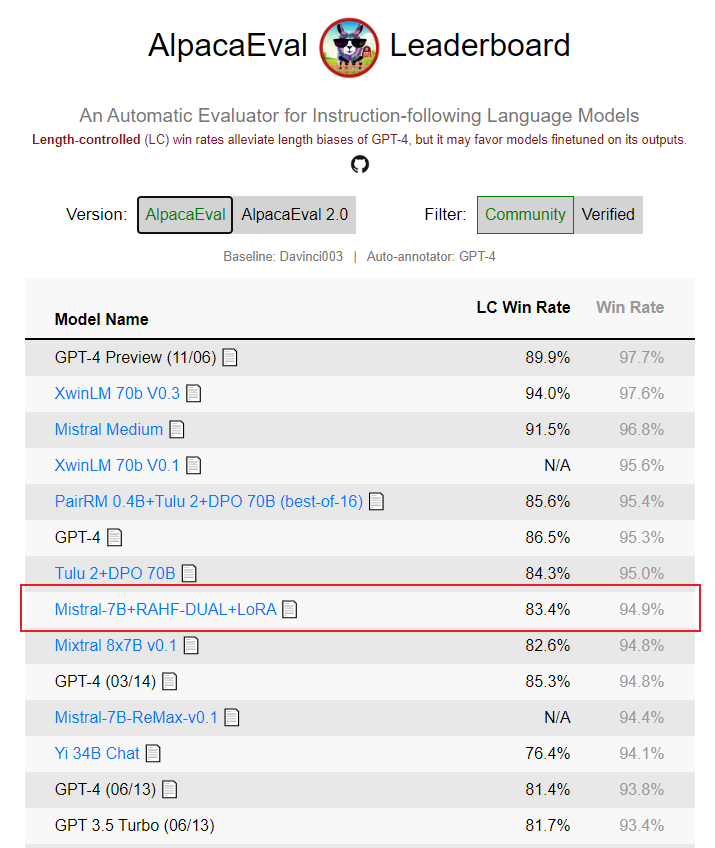 AlpacaEval Leaderboard
An Automatic Evaluator for Instruction-following Language Models
Length-controlled (LC) win rates alleviate length biases of GPT-4, but it may favor models finetuned on its outputs.
Version: AlpacaEval AlpacaEval 2.0 Filter: Community Verified
Baseline: Davinci003 | Auto-annotator: GPT-4
Model Name LC Win Rate Win Rate
GPT-4 Preview (11/06) 89.9% 97.7%
XwinLM 70b V0.3 94.0% 97.6%
Mistral Medium 91.5% 96.8%
XwinLM 70b V0.1 N/A 95.6%
PairRM 0.4B+Tulu 2+DPO 70B (best-of-16) 85.6% 95.4%
GPT-4 86.5% 95.3%
Tulu 2+DPO 70B 84.3% 95.0%
Mistral-7B+RAHF-DUAL+LoRA 83.4% 94.9%
Mixtral 8x7B v0.1 82.6% 94.8%
GPT-4 (03/14) 85.3% 94.8%
Mistral-7B-ReMax-v0.1 N/A 94.4%
Yi 34B Chat 76.4% 94.1%
GPT-4 (06/13) 81.4% 93.8%
GPT 3.5 Turbo (06/13) 81.7% 93.4%